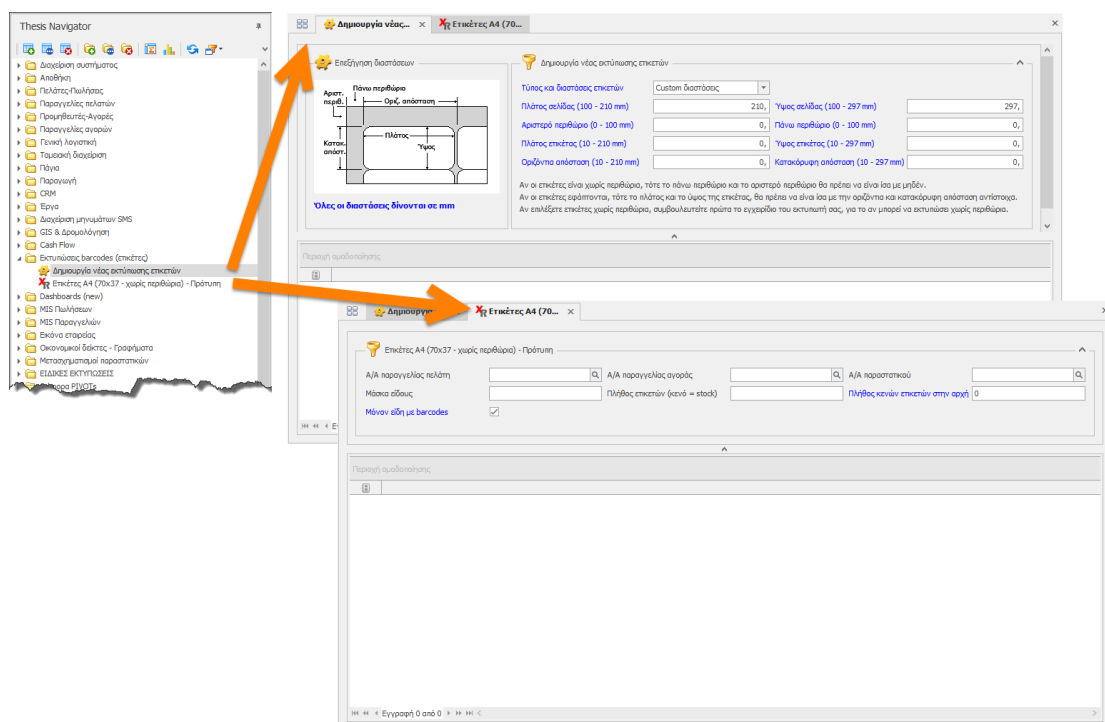 Thesis Navigator
Διαχείριση συστήματος
Αποθήκη
Πελάτες-Πωλήσεις
Παραγγελίες πελατών
Προμηθευτές-Αγορές
Παραγγελίες αγορών
Γενική λογιστική
Ταμειακή διαχείριση
Πάγια
Παραγωγή
CRM
Έργα
Διαχείριση μηνυμάτων SMS
GIS & Δρομολόγηση
Cash Flow
Εκτυπώσεις barcodes (ετικέτες)
Δημιουργία νέας εκτύπωσης ετικετών
Ετικέτες A4 (70x37 - χωρίς περιθώρια) - Πρότυπη
Dashboards (new)
MIS Πωλήσεων
MIS Παραγγελιών
Εικόνα εταιρείας
Οικονομικοί δείκτες - Γραφήματα
Μετασχηματισμοί παραστατικών
ΕΙΔΙΚΕΣ ΕΚΤΥΠΩΣΕΙΣ
PIVOTs
Δημιουργία νέας... Ετικέτες A4 (70...
Επεξήγηση διαστάσεων
Αριστ. περιθ.
Πάνω περιθώριο
Οριζ. απόσταση
Πλάτος
Ύψος
Κατακ. απόστ.
Όλες οι διαστάσεις δίνονται σε mm
Δημιουργία νέας εκτύπωσης ετικετών
Τύπος και διαστάσεις ετικετών Custom διαστάσεις
Πλάτος σελίδας (100 - 210 mm) 210, Ύψος σελίδας (100 - 297 mm) 297,
Αριστερό περιθώριο (0 - 100 mm) 0, Πάνω περιθώριο (0 - 100 mm) 0,
Πλάτος ετικέτας (10 - 210 mm) 0, Ύψος ετικέτας (10 - 297 mm) 0,
Οριζόντια απόσταση (10 - 210 mm) 0, Κατακόρυφη απόσταση (10 - 297 mm) 0,
Αν οι ετικέτες είναι χωρίς περιθώρια, τότε το πάνω περιθώριο και το αριστερό περιθώριο θα πρέπει να είναι ίσα με μηδέν.
Αν οι ετικέτες εφάπτονται, τότε το πλάτος και το ύψος της ετικέτας, θα πρέπει να είναι ίσα με την οριζόντια και κατακόρυφη απόσταση αντίστοιχα.
Αν επιλέξετε ετικέτες χωρίς περιθώρια, συμβουλευτείτε πρώτα το εγχειρίδιο του εκτυπωτή σας, για το αν μπορεί να εκτυπώσει χωρίς περιθώρια.
Περιοχή ομαδοποίησης
Δημιουργία Ετικέτες A4 (70...
Ετικέτες A4 (70x37 - χωρίς περιθώρια) - Πρότυπη
Α/Α παραγγελίας πελάτη Α/Α παραγγελίας αγοράς Α/Α παραστατικού
Μάσκα είδους Πλήθος ετικετών (κενό = stock) Πλήθος κενών ετικετών στην αρχή 0
Μόνον είδη με barcodes
Περιοχή ομαδοποίησης
Εγγραφή 0 από 0